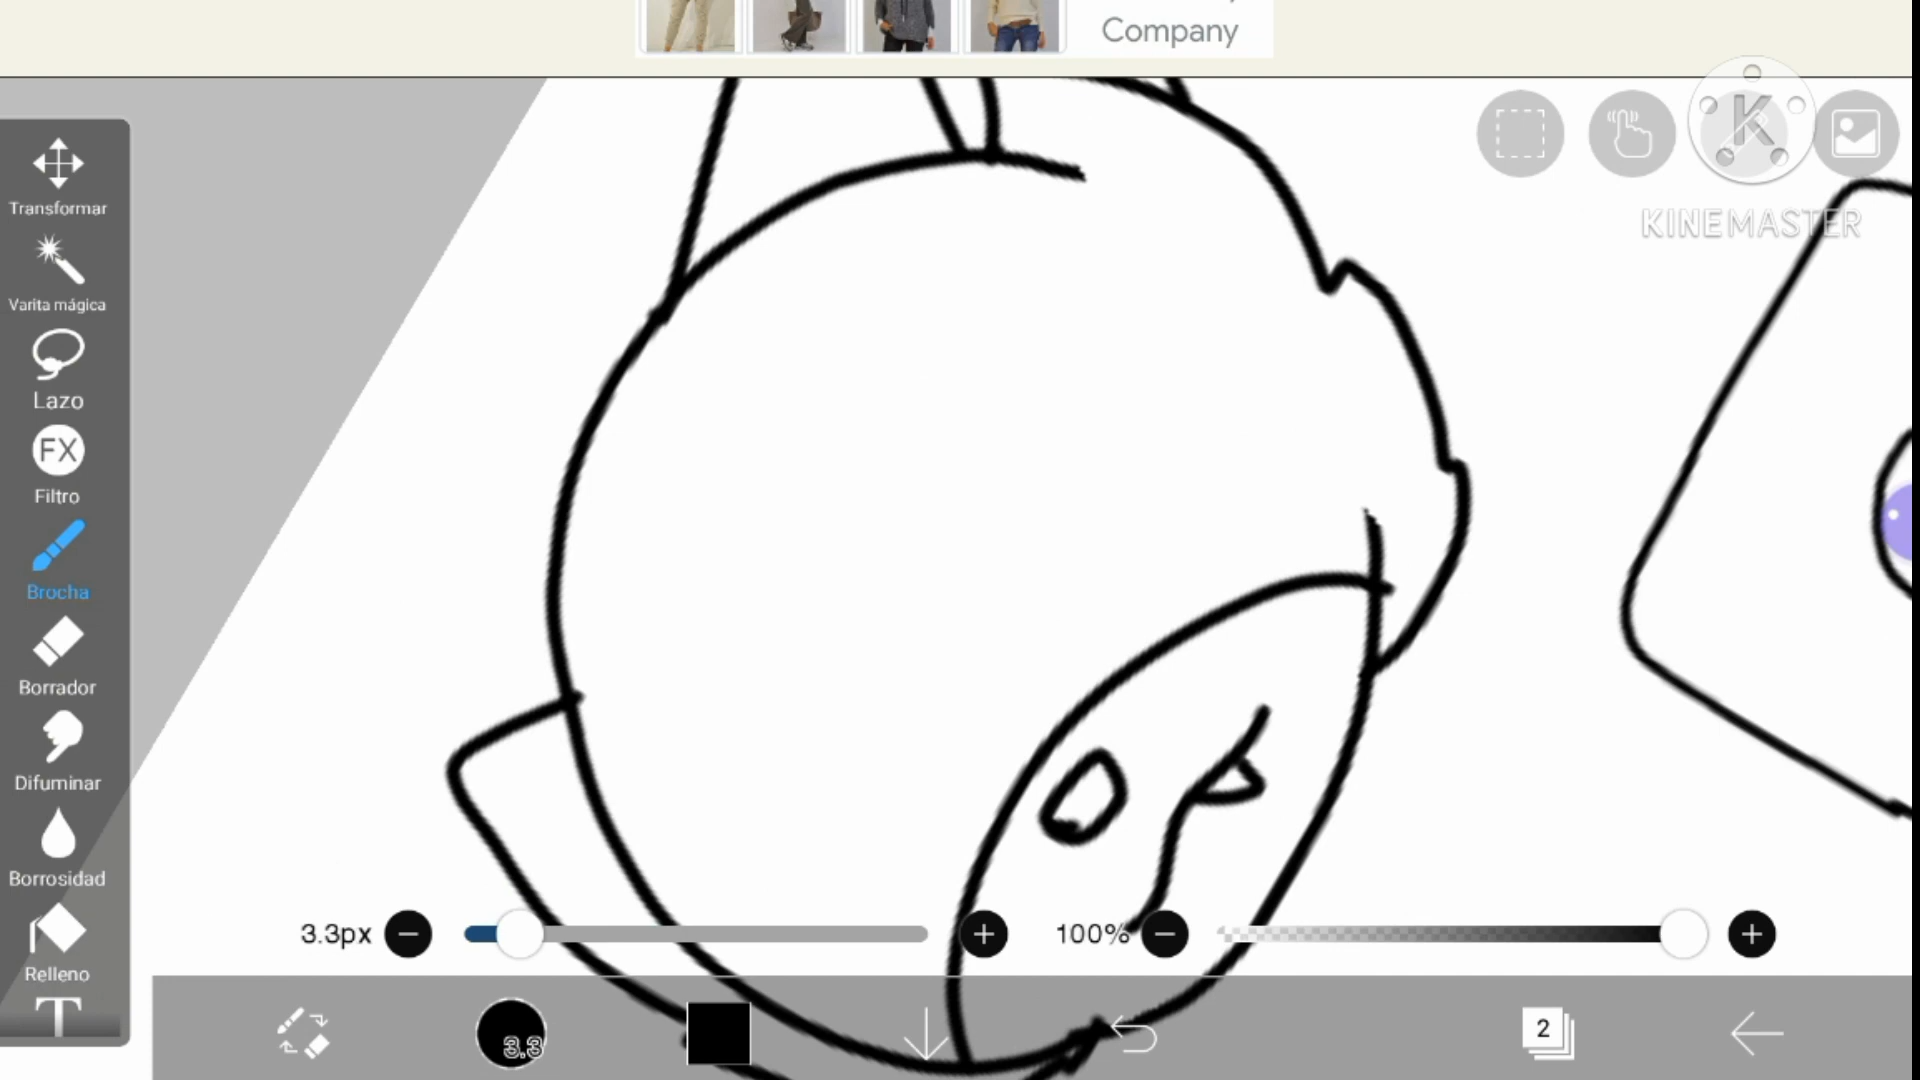 Company
KINEMASTER
Transformar
Varita mágica
Lazo
FX
Filtro
Brocha
Borrador
Difuminar
Borrosidad
Relleno
T
3.3px
100%
3.3
2